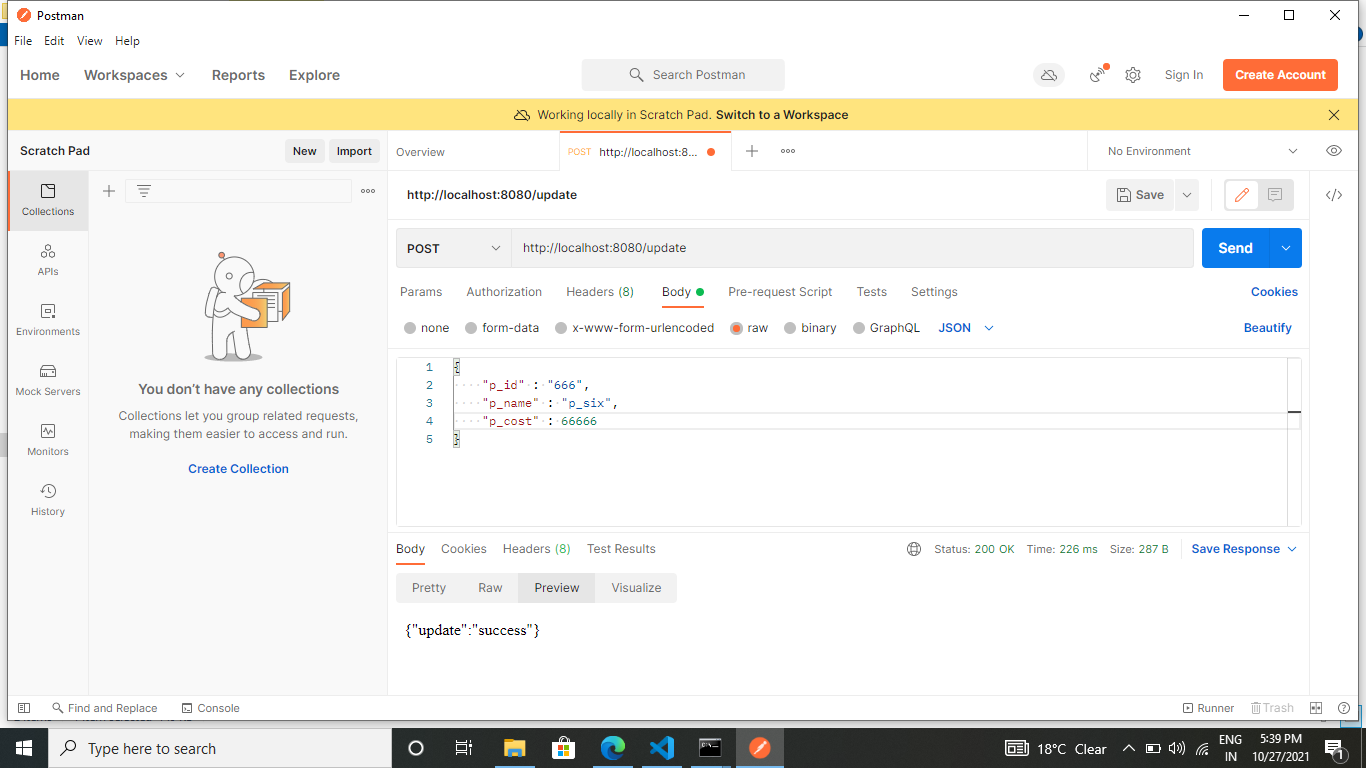 Postman
File Edit View Help
Home Workspaces Reports Explore Search Postman Sign In Create Account
Working locally in Scratch Pad. Switch to a Workspace
Scratch Pad New Import
Overview POST http://localhost:8... No Environment
Collections
APIs
Environments
Mock Servers
Monitors
History
You don't have any collections
Collections let you group related requests,
making them easier to access and run.
Create Collection
http://localhost:8080/update Save
POST http://localhost:8080/update Send
Params Authorization Headers (8) Body Pre-request Script Tests Settings Cookies
none form-data x-www-form-urlencoded raw binary GraphQL JSON Beautify
1 {
2 "p_id" : "666",
3 "p_name" : "p_six",
4 "p_cost" : 66666
5 }
Body Cookies Headers (8) Test Results Status: 200 OK Time: 226 ms Size: 287 B Save Response
Pretty Raw Preview Visualize
{"update":"success"}
Find and Replace Console Runner Trash
Type here to search 18°C Clear ENG IN 5:39 PM 10/27/2021 1